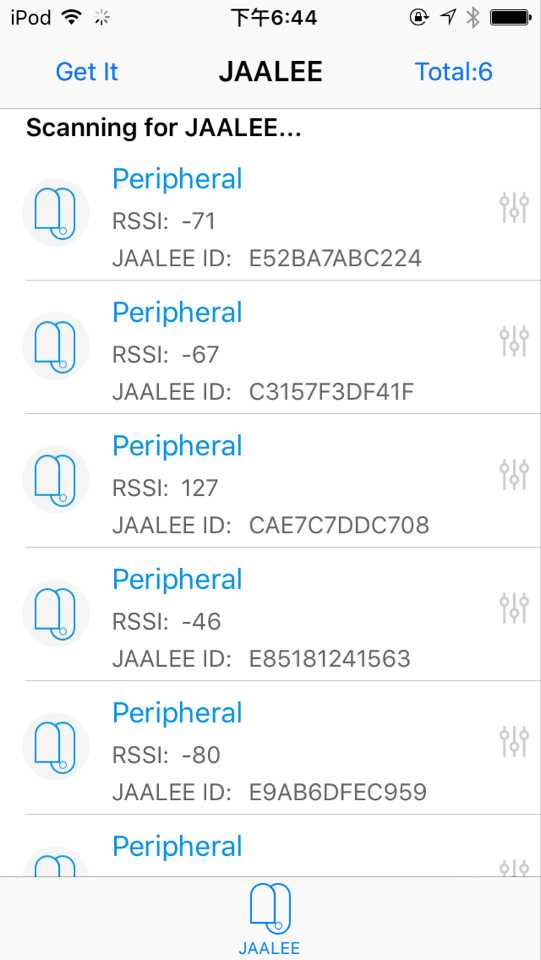 iPod 下午6:44
Get It JAALEE Total:6
Scanning for JAALEE...
Peripheral
RSSI: -71
JAALEE ID: E52BA7ABC224
Peripheral
RSSI: -67
JAALEE ID: C3157F3DF41F
Peripheral
RSSI: 127
JAALEE ID: CAE7C7DDC708
Peripheral
RSSI: -46
JAALEE ID: E85181241563
Peripheral
RSSI: -80
JAALEE ID: E9AB6DFEC959
Peripheral
JAALEE